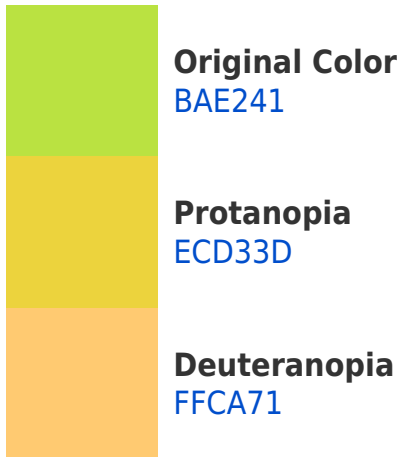 Original Color
BAE241
Protanopia
ECD33D
Deuteranopia
FFCA71